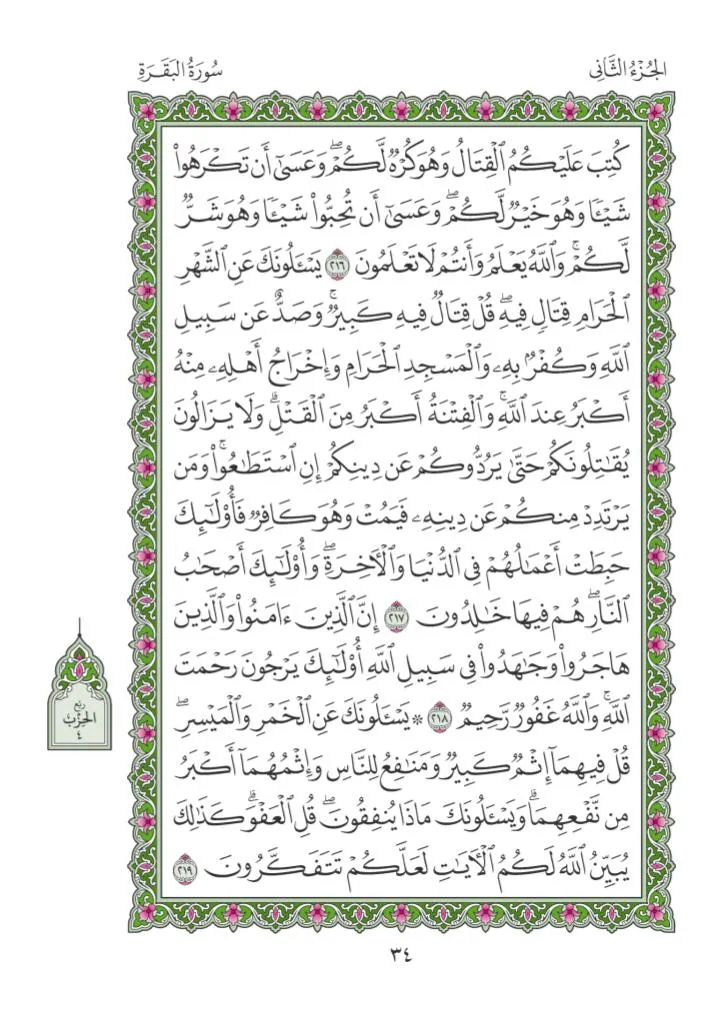 الجُزْءُ الثَّانِى
سُورَةُ البَقَرَةِ
كُتِبَ عَلَيْكُمُ ٱلْقِتَالُ وَهُوَ كُرْهٌ لَّكُمْ ۖ وَعَسَىٰٓ أَن تَكْرَهُوا۟
شَيْـًٔا وَهُوَ خَيْرٌ لَّكُمْ ۖ وَعَسَىٰٓ أَن تُحِبُّوا۟ شَيْـًٔا وَهُوَ شَرٌّ
لَّكُمْ ۗ وَٱللَّهُ يَعْلَمُ وَأَنتُمْ لَا تَعْلَمُونَ ٢١٦ يَسْـَٔلُونَكَ عَنِ ٱلشَّهْرِ
ٱلْحَرَامِ قِتَالٍ فِيهِ ۖ قُلْ قِتَالٌ فِيهِ كَبِيرٌ ۖ وَصَدٌّ عَن سَبِيلِ
ٱللَّهِ وَكُفْرٌۢ بِهِۦ وَٱلْمَسْجِدِ ٱلْحَرَامِ وَإِخْرَاجُ أَهْلِهِۦ مِنْهُ
أَكْبَرُ عِندَ ٱللَّهِ ۚ وَٱلْفِتْنَةُ أَكْبَرُ مِنَ ٱلْقَتْلِ ۗ وَلَا يَزَالُونَ
يُقَـٰتِلُونَكُمْ حَتَّىٰ يَرُدُّوكُمْ عَن دِينِكُمْ إِنِ ٱسْتَطَـٰعُوا۟ ۚ وَمَن
يَرْتَدِدْ مِنكُمْ عَن دِينِهِۦ فَيَمُتْ وَهُوَ كَافِرٌ فَأُو۟لَـٰٓئِكَ
حَبِطَتْ أَعْمَـٰلُهُمْ فِى ٱلدُّنْيَا وَٱلْـَٔاخِرَةِ ۖ وَأُو۟لَـٰٓئِكَ أَصْحَـٰبُ
ٱلنَّارِ ۖ هُمْ فِيهَا خَـٰلِدُونَ ٢١٧ إِنَّ ٱلَّذِينَ ءَامَنُوا۟ وَٱلَّذِينَ
هَاجَرُوا۟ وَجَـٰهَدُوا۟ فِى سَبِيلِ ٱللَّهِ أُو۟لَـٰٓئِكَ يَرْجُونَ رَحْمَتَ
ٱللَّهِ ۚ وَٱللَّهُ غَفُورٌ رَّحِيمٌ ٢١٨ ۞ يَسْـَٔلُونَكَ عَنِ ٱلْخَمْرِ وَٱلْمَيْسِرِ ۖ
قُلْ فِيهِمَآ إِثْمٌ كَبِيرٌ وَمَنَـٰفِعُ لِلنَّاسِ وَإِثْمُهُمَآ أَكْبَرُ
مِن نَّفْعِهِمَا ۗ وَيَسْـَٔلُونَكَ مَاذَا يُنفِقُونَ ۖ قُلِ ٱلْعَفْوَ ۗ كَذَٰلِكَ
يُبَيِّنُ ٱللَّهُ لَكُمُ ٱلْـَٔايَـٰتِ لَعَلَّكُمْ تَتَفَكَّرُونَ ٢١٩
ربع
الحِزْب
٤
٣٤